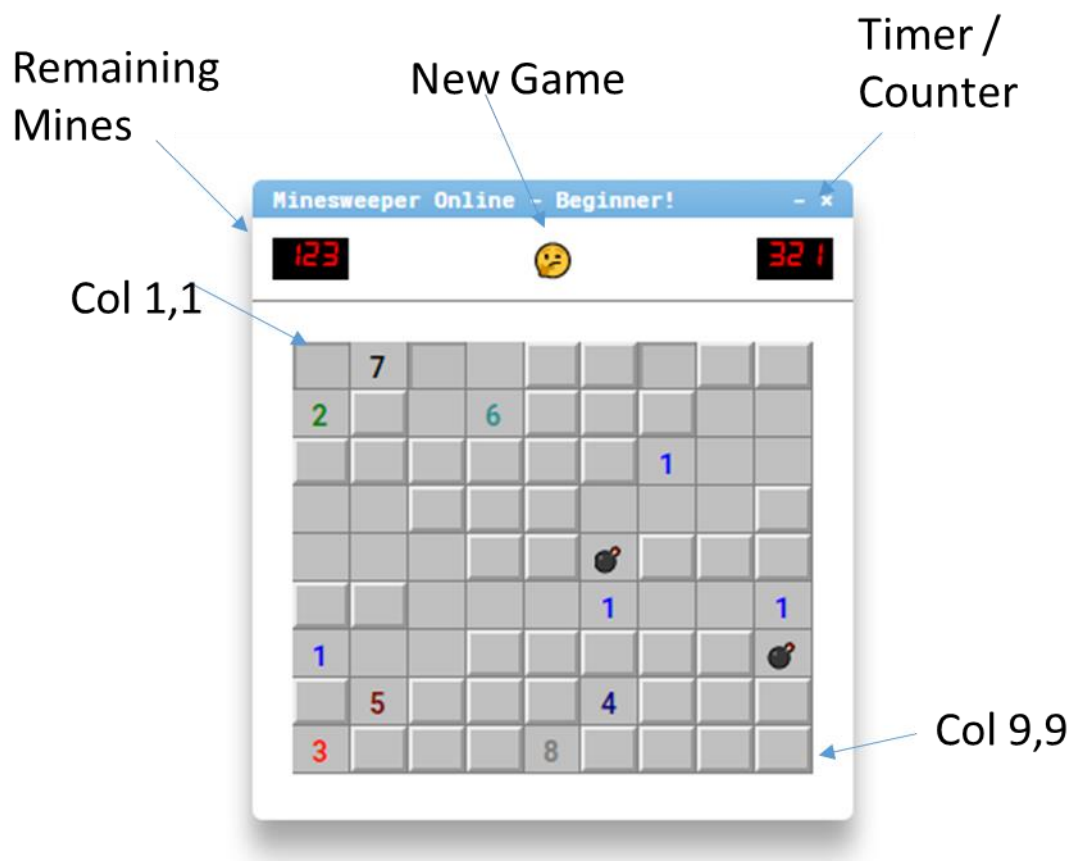 Remaining
Mines
New Game
Timer /
Counter
Minesweeper Online - Beginner!
- ×
123
321
Col 1,1
7
2 6
1
1 1
1
5 4
3 8
Col 9,9